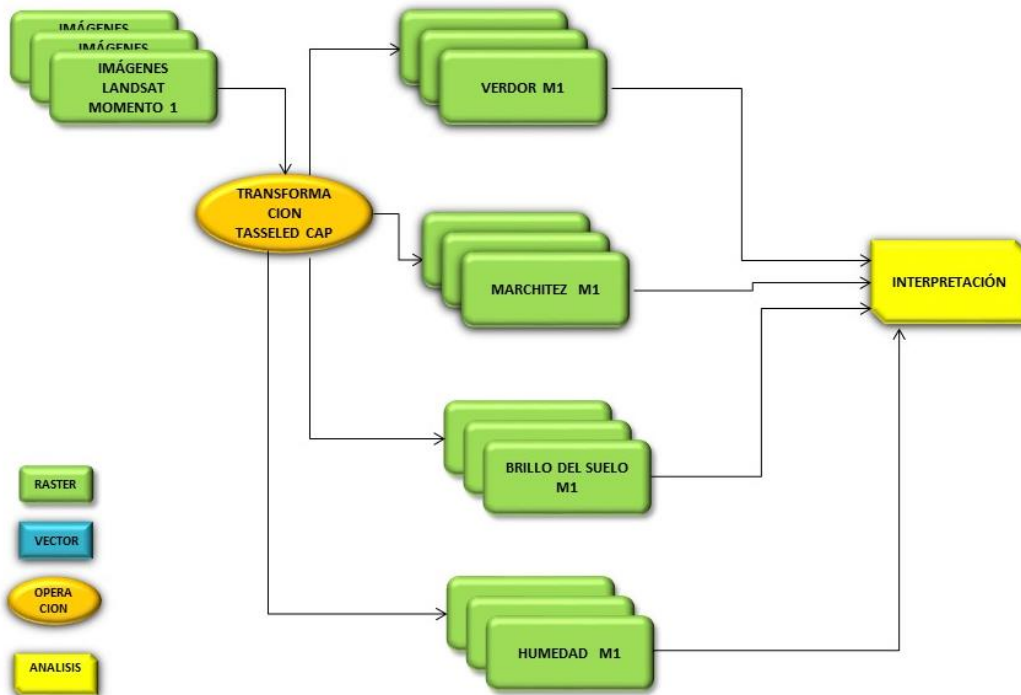 IMÁGENES
IMÁGENES
IMÁGENES
LANDSAT
MOMENTO 1
VERDOR M1
TRANSFORMA
CION
TASSELED CAP
MARCHITEZ M1
INTERPRETACIÓN
BRILLO DEL SUELO
M1
HUMEDAD M1
RASTER
VECTOR
OPERA
CION
ANALISIS